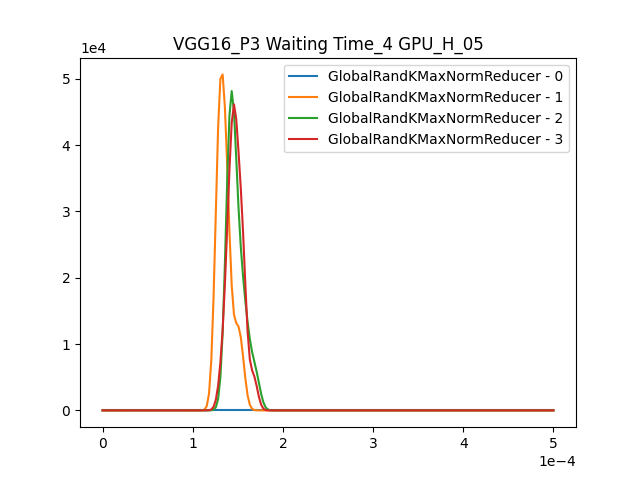 VGG16_P3 Waiting Time_4 GPU_H_05
1e4
GlobalRandKMaxNormReducer - 0
GlobalRandKMaxNormReducer - 1
GlobalRandKMaxNormReducer - 2
GlobalRandKMaxNormReducer - 3
5
4
3
2
1
0
0 1 2 3 4 5
1e−4